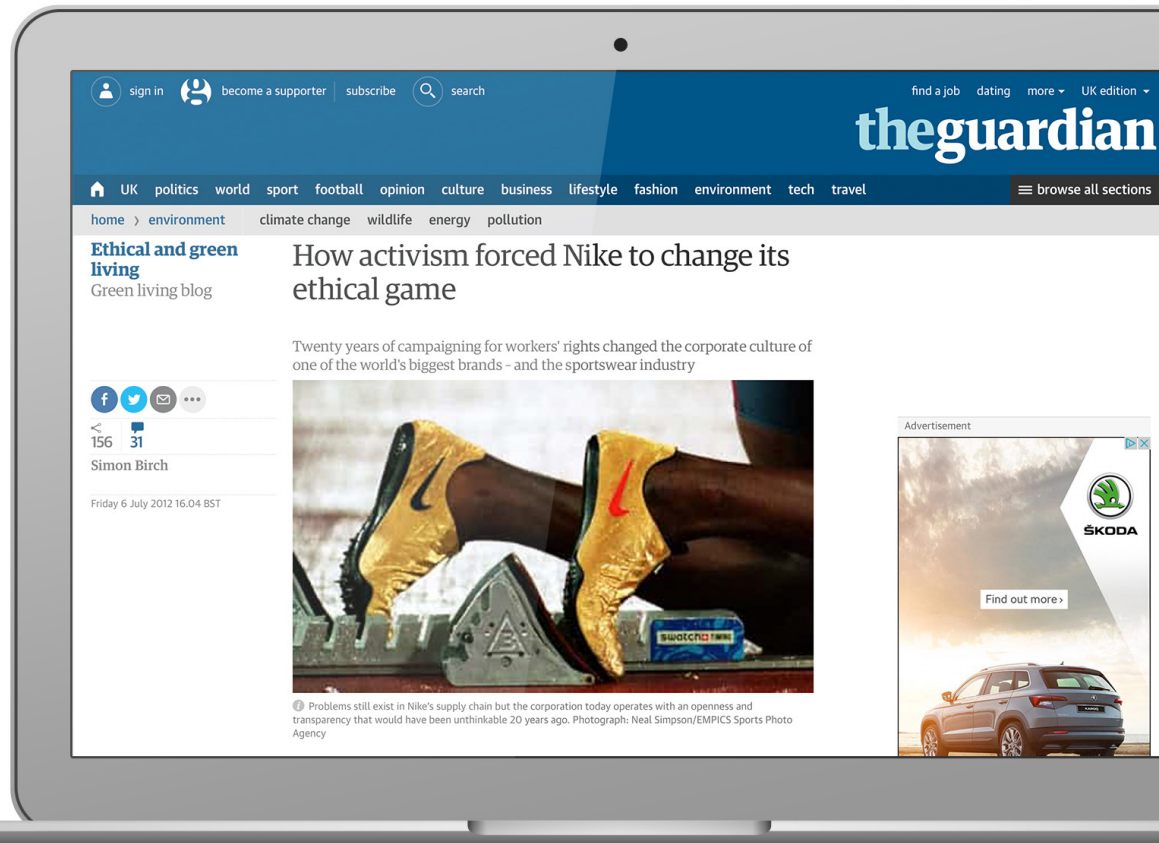 sign in
become a supporter
subscribe
search
find a job
dating
more
UK edition
theguardian
UK
politics
world
sport
football
opinion
culture
business
lifestyle
fashion
environment
tech
travel
browse all sections
home
environment
climate change
wildlife
energy
pollution
Ethical and green
living
Green living blog
How activism forced Nike to change its
ethical game
Twenty years of campaigning for workers' rights changed the corporate culture of
one of the world's biggest brands – and the sportswear industry
156
31
Simon Birch
Friday 6 July 2012 16.04 BST
swatch TIMING
Problems still exist in Nike's supply chain but the corporation today operates with an openness and
transparency that would have been unthinkable 20 years ago. Photograph: Neal Simpson/EMPICS Sports Photo
Agency
Advertisement
ŠKODA
Find out more ›
KAROQ